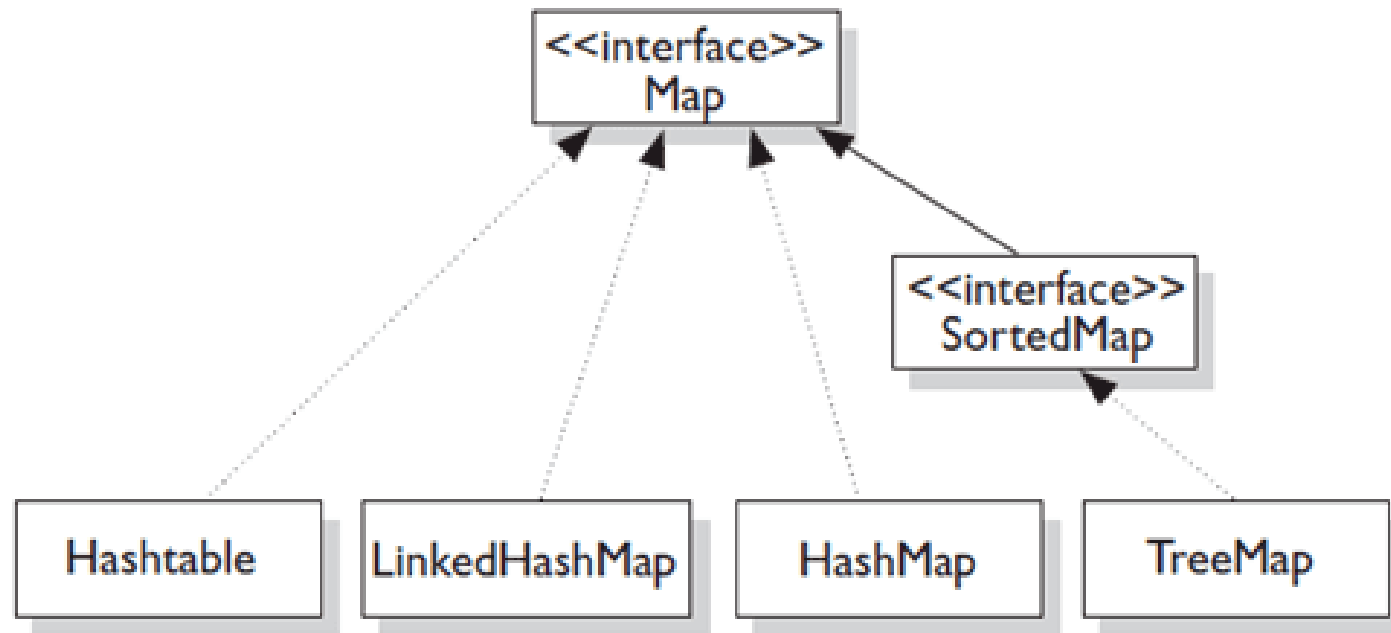 <<interface>>
Map
<<interface>>
SortedMap
Hashtable
LinkedHashMap
HashMap
TreeMap